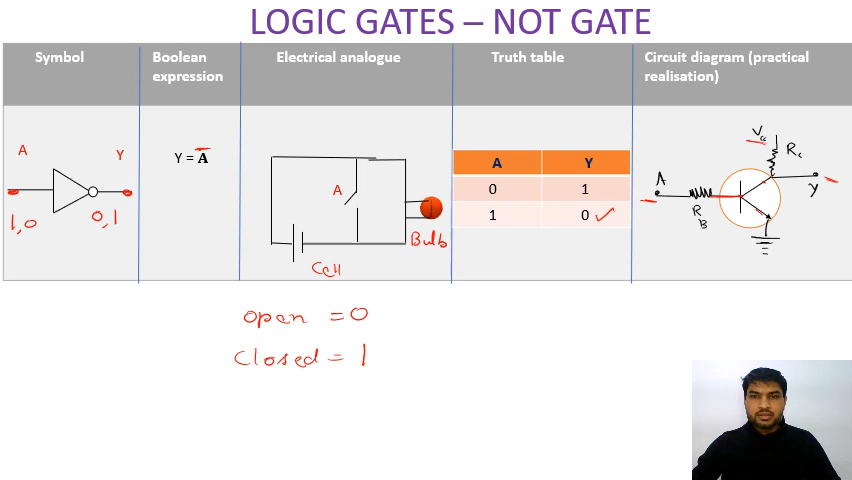 LOGIC GATES – NOT GATE
Symbol
Boolean expression
Electrical analogue
Truth table
Circuit diagram (practical realisation)
A
Y
1,0
0,1
Y = A̅
A
Bulb
Cell
A Y
0 1
1 0
Vcc
Rc
A
RB
Y
open = 0
Closed = 1